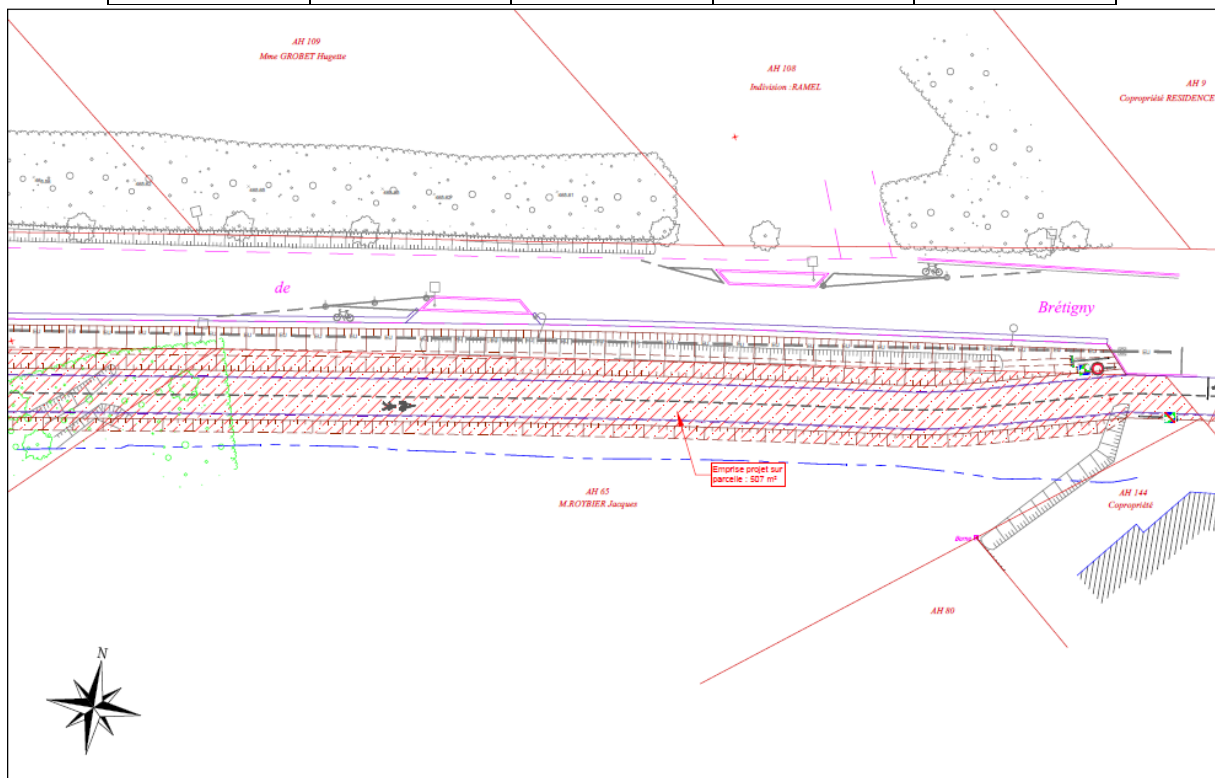 AH 109
Mme GROBET Hugette
AH 108
Indivision :RAMEL
AH 9
Copropriété RESIDENCE
de
Brétigny
Emprise projet sur
parcelle : 507 m²
AH 65
M.ROYBIER Jacques
AH 144
Copropriété
Borne
AH 80
N